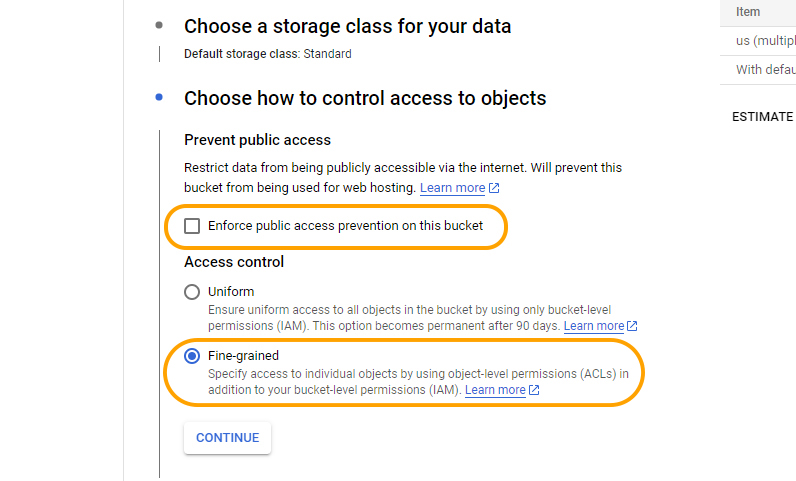 Choose a storage class for your data
Default storage class: Standard
Choose how to control access to objects
Prevent public access
Restrict data from being publicly accessible via the internet. Will prevent this
bucket from being used for web hosting. Learn more
Enforce public access prevention on this bucket
Access control
Uniform
Ensure uniform access to all objects in the bucket by using only bucket-level
permissions (IAM). This option becomes permanent after 90 days. Learn more
Fine-grained
Specify access to individual objects by using object-level permissions (ACLs) in
addition to your bucket-level permissions (IAM). Learn more
CONTINUE
Item
us (multipl
With defau
ESTIMATE